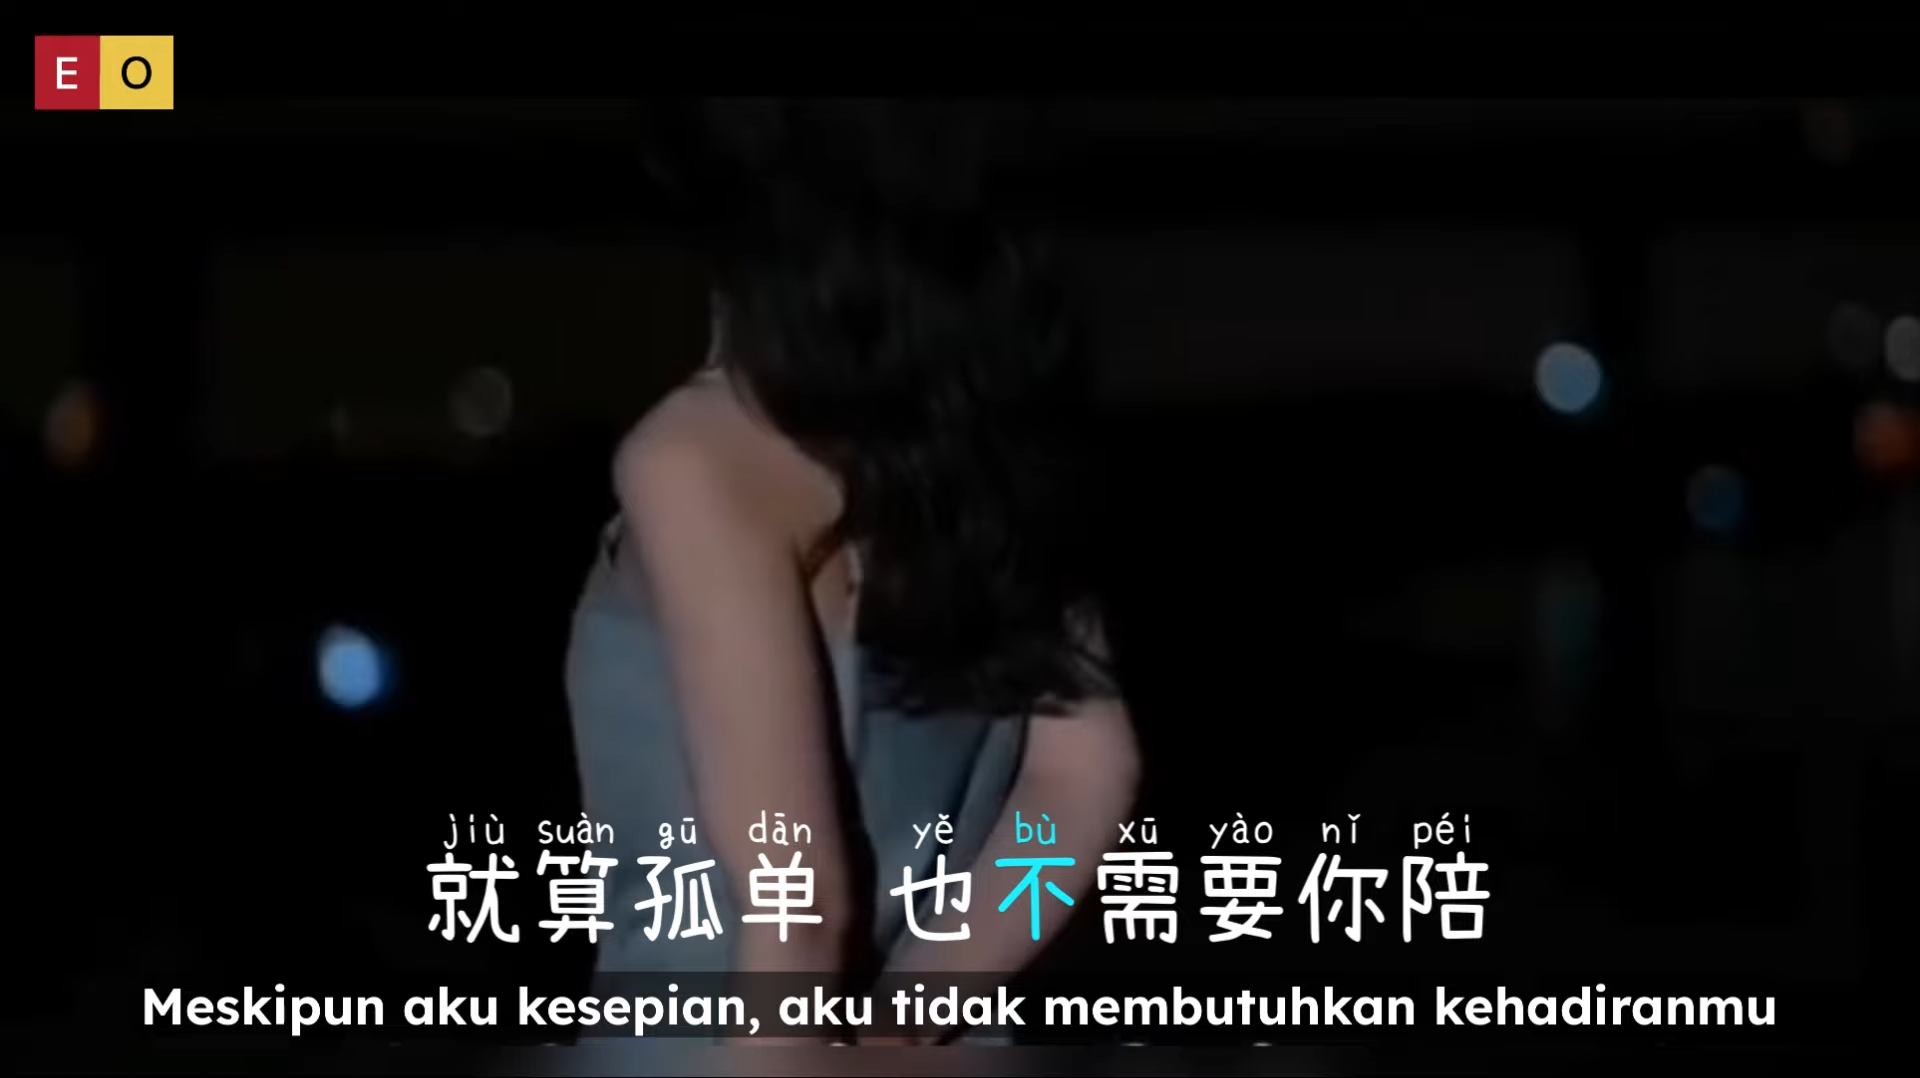 E O
jiù suàn gū dān yě bù xū yào nǐ péi
就算孤单 也不需要你陪
Meskipun aku kesepian, aku tidak membutuhkan kehadiranmu